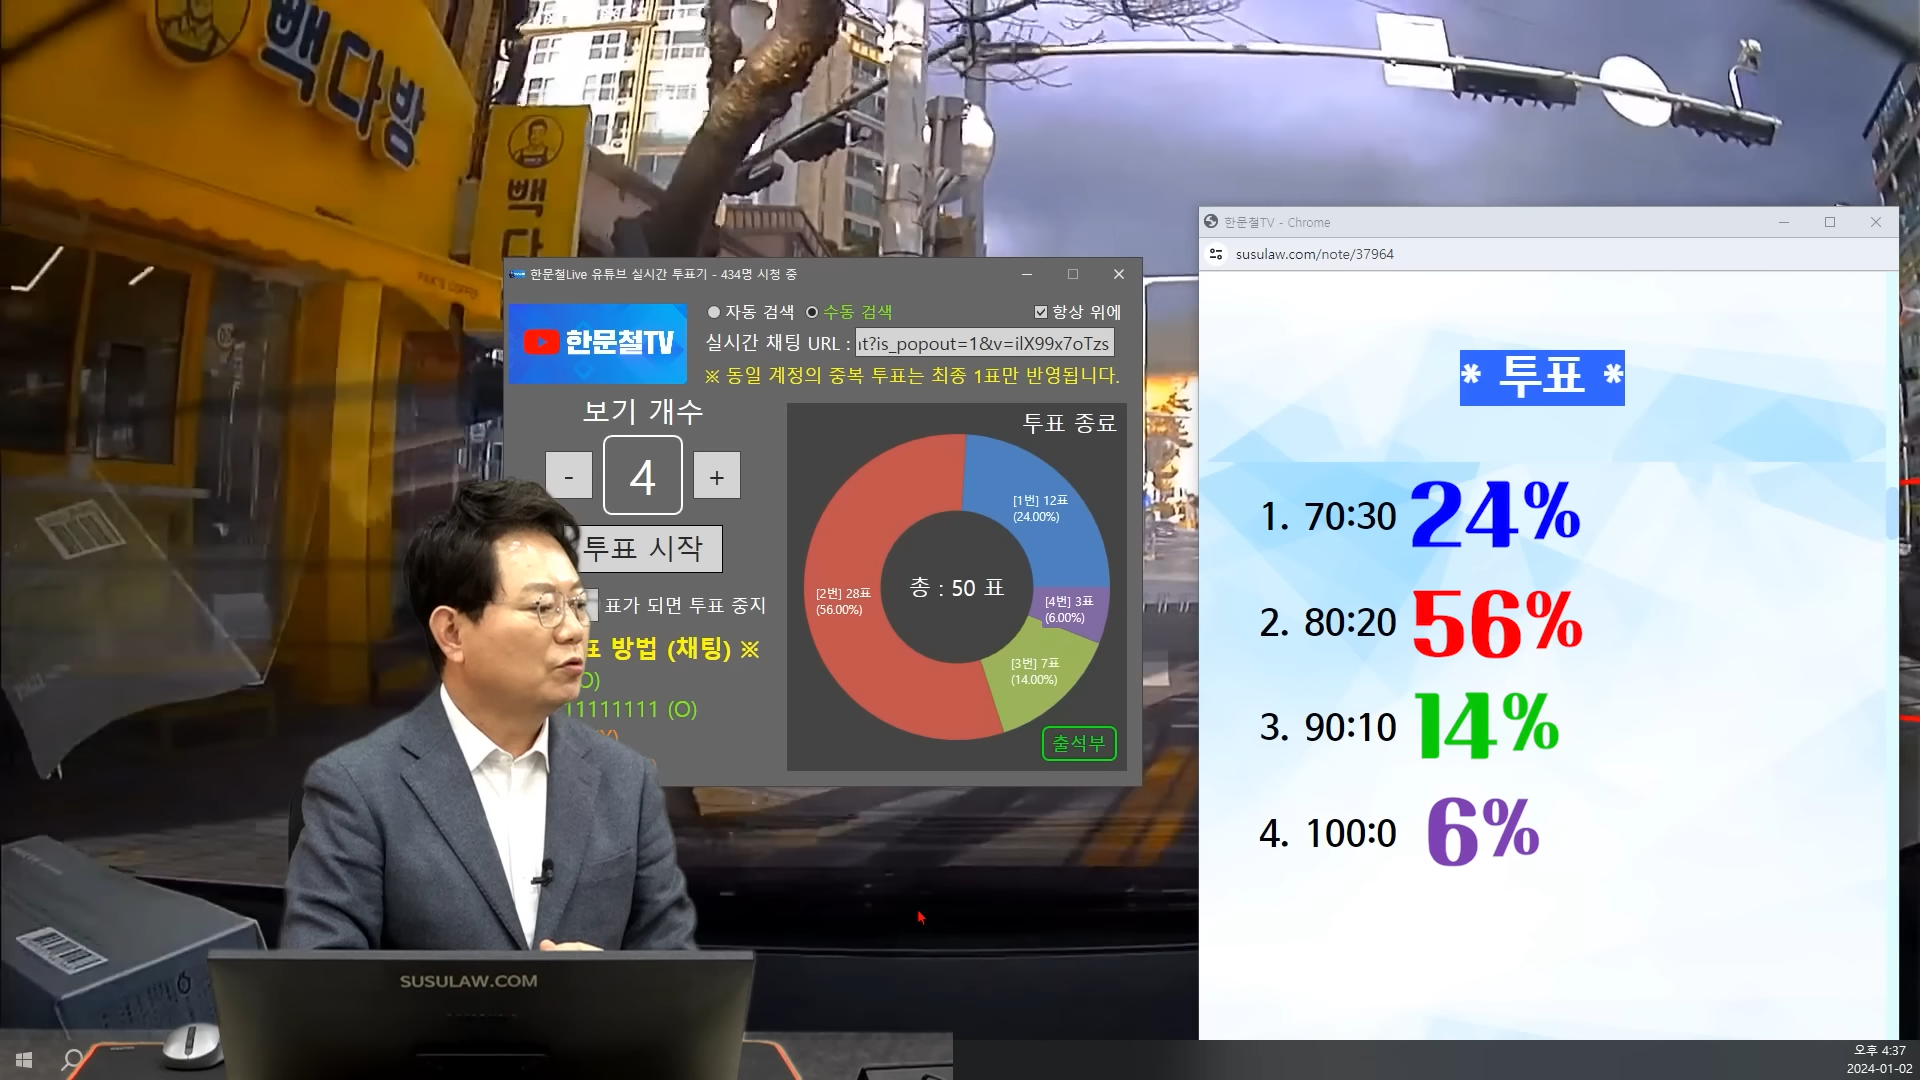 빽다방
빽다
PAIK'S COFFEE
한문철Live 유튜브 실시간 투표기 - 434명 시청 중
한문철TV
자동 검색 수동 검색 항상 위에
실시간 채팅 URL : it?is_popout=1&v=ilX99x7oTzs
※ 동일 계정의 중복 투표는 최종 1표만 반영됩니다.
보기 개수
- 4 +
투표 시작
표가 되면 투표 중지
표 방법 (채팅) ※
O)
11111111 (O)
투표 종료
[1번] 12표
(24.00%)
[2번] 28표
(56.00%)
총 : 50 표
[4번] 3표
(6.00%)
[3번] 7표
(14.00%)
출석부
한문철TV - Chrome
susulaw.com/note/37964
* 투표 *
1. 70:30 24%
2. 80:20 56%
3. 90:10 14%
4. 100:0 6%
SUSULAW.COM
오후 4:37
2024-01-02